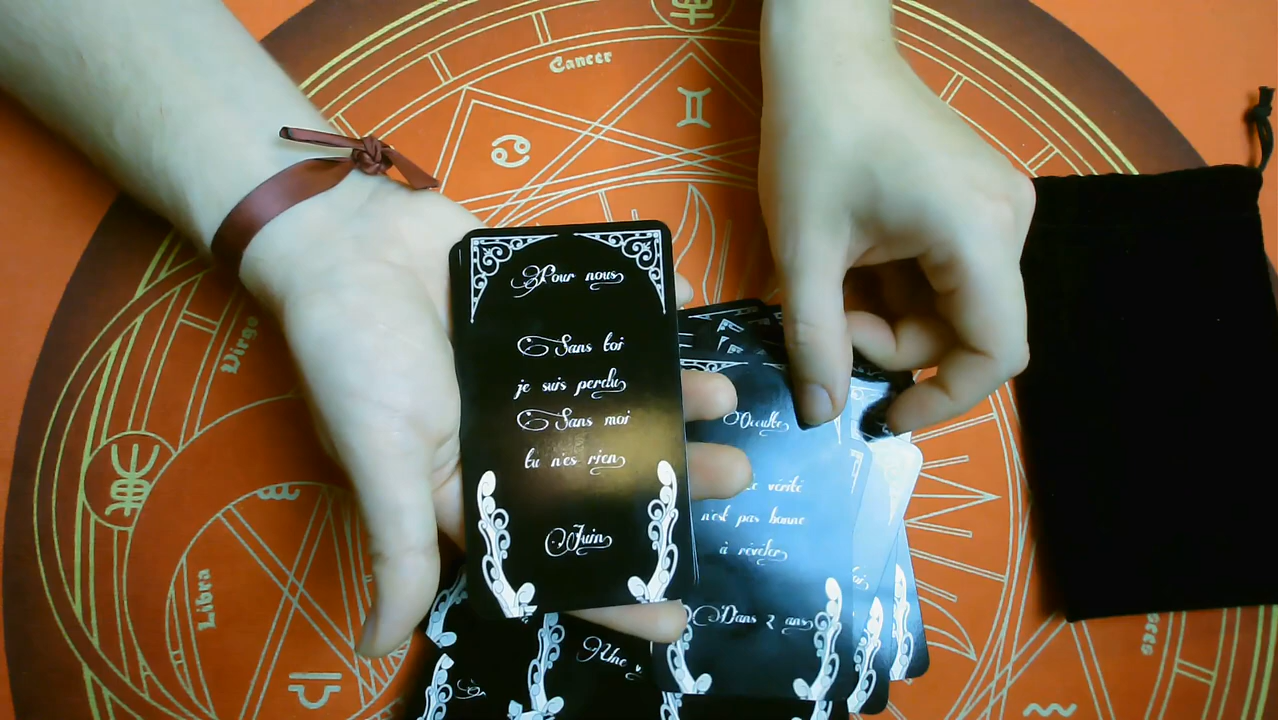 Cancer
Pour nous
Sans toi
je suis perdu
Sans moi
tu n'es rien
Juin
Occulte
vérité
n'est pas bonne
à révéler
Dans 2 ans
Une
Virgo
Libra